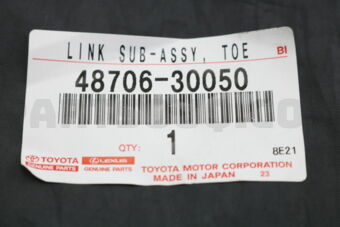 LINK SUB-ASSY, TOE BI
48706-30050
QTY: 1 8E21
TOYOTA LEXUS TOYOTA MOTOR CORPORATION
GENUINE PARTS GENUINE PARTS MADE IN JAPAN 23